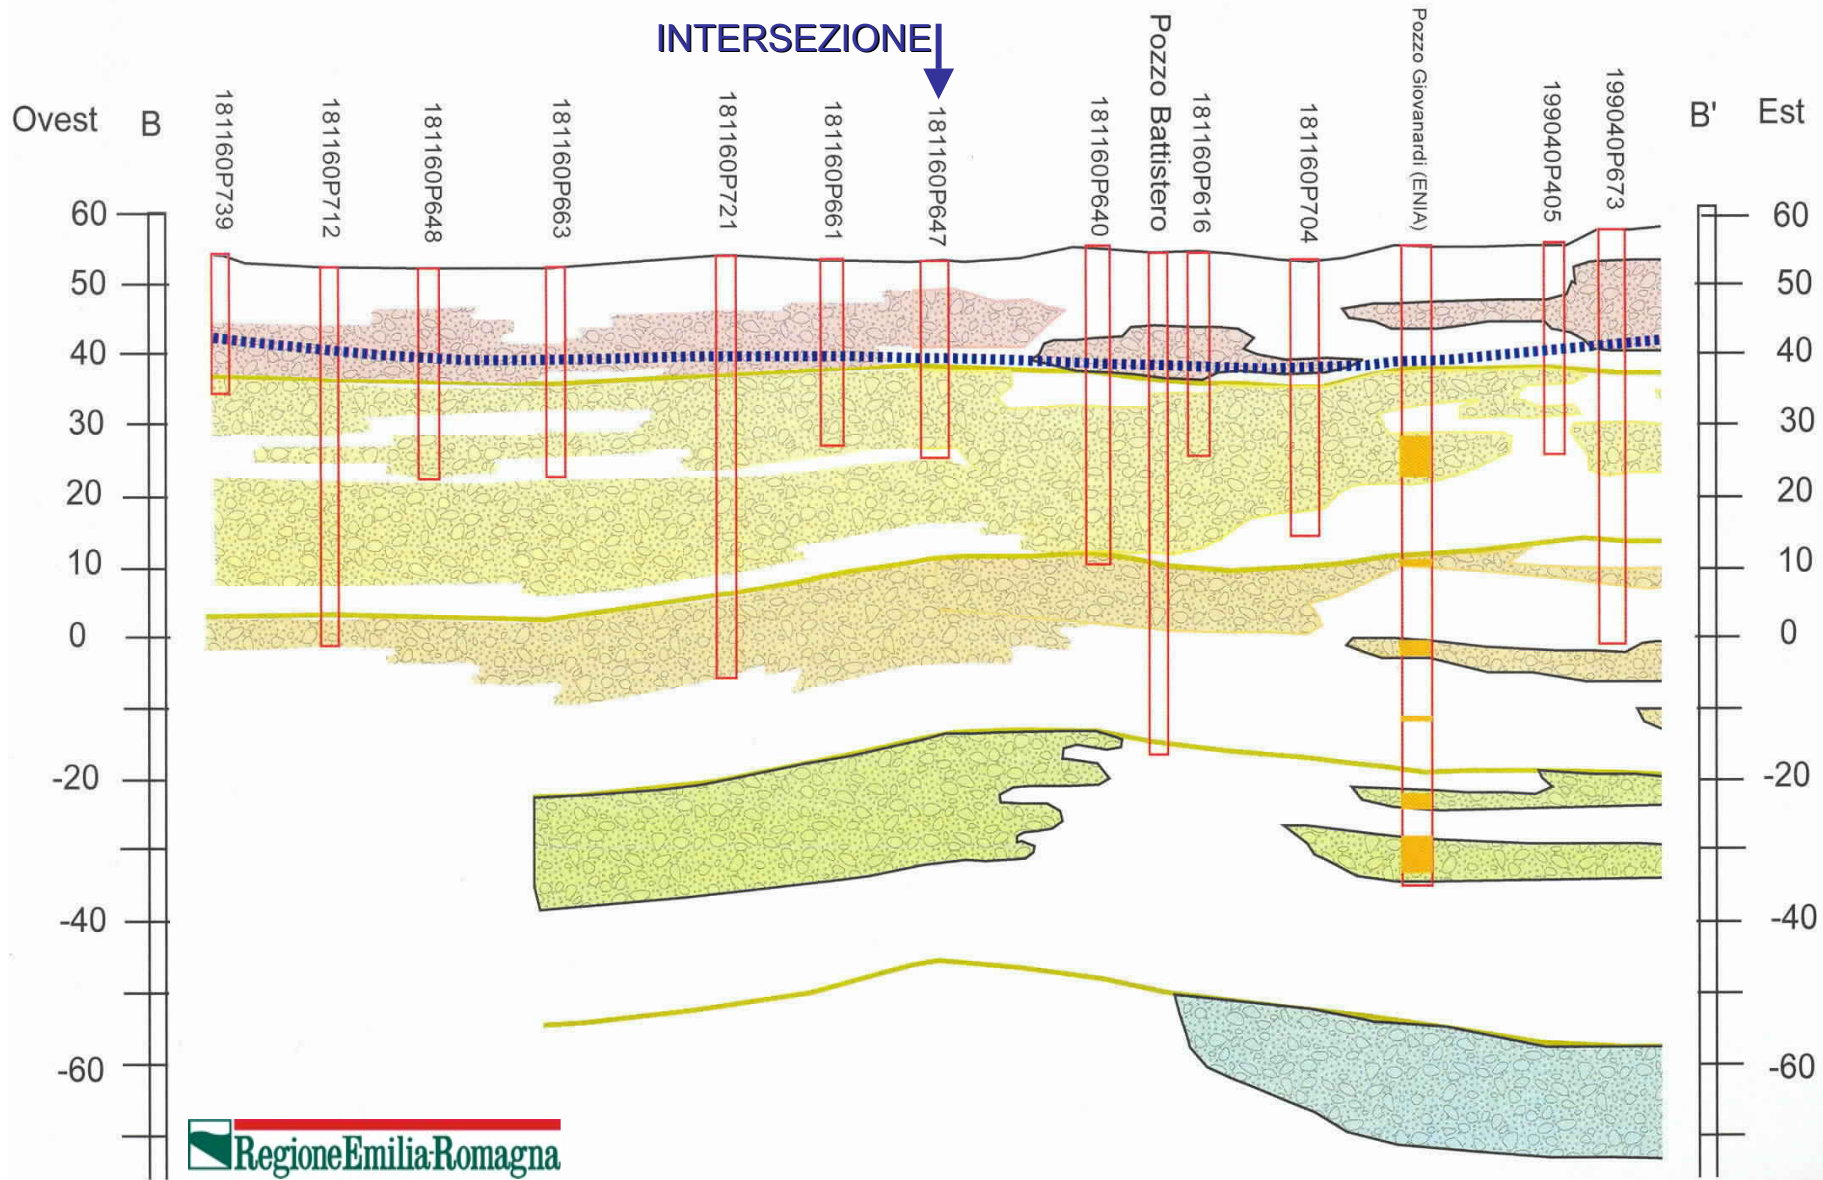 INTERSEZIONE
Ovest
B
181160P739
181160P712
181160P648
181160P663
181160P721
181160P661
181160P647
181160P640
Pozzo Battistero
181160P616
181160P704
Pozzo Giovanardi (ENIA)
199040P405
199040P673
B'
Est
60
50
40
30
20
10
0
-20
-40
-60
60
50
40
30
20
10
0
-20
-40
-60
RegioneEmilia-Romagna